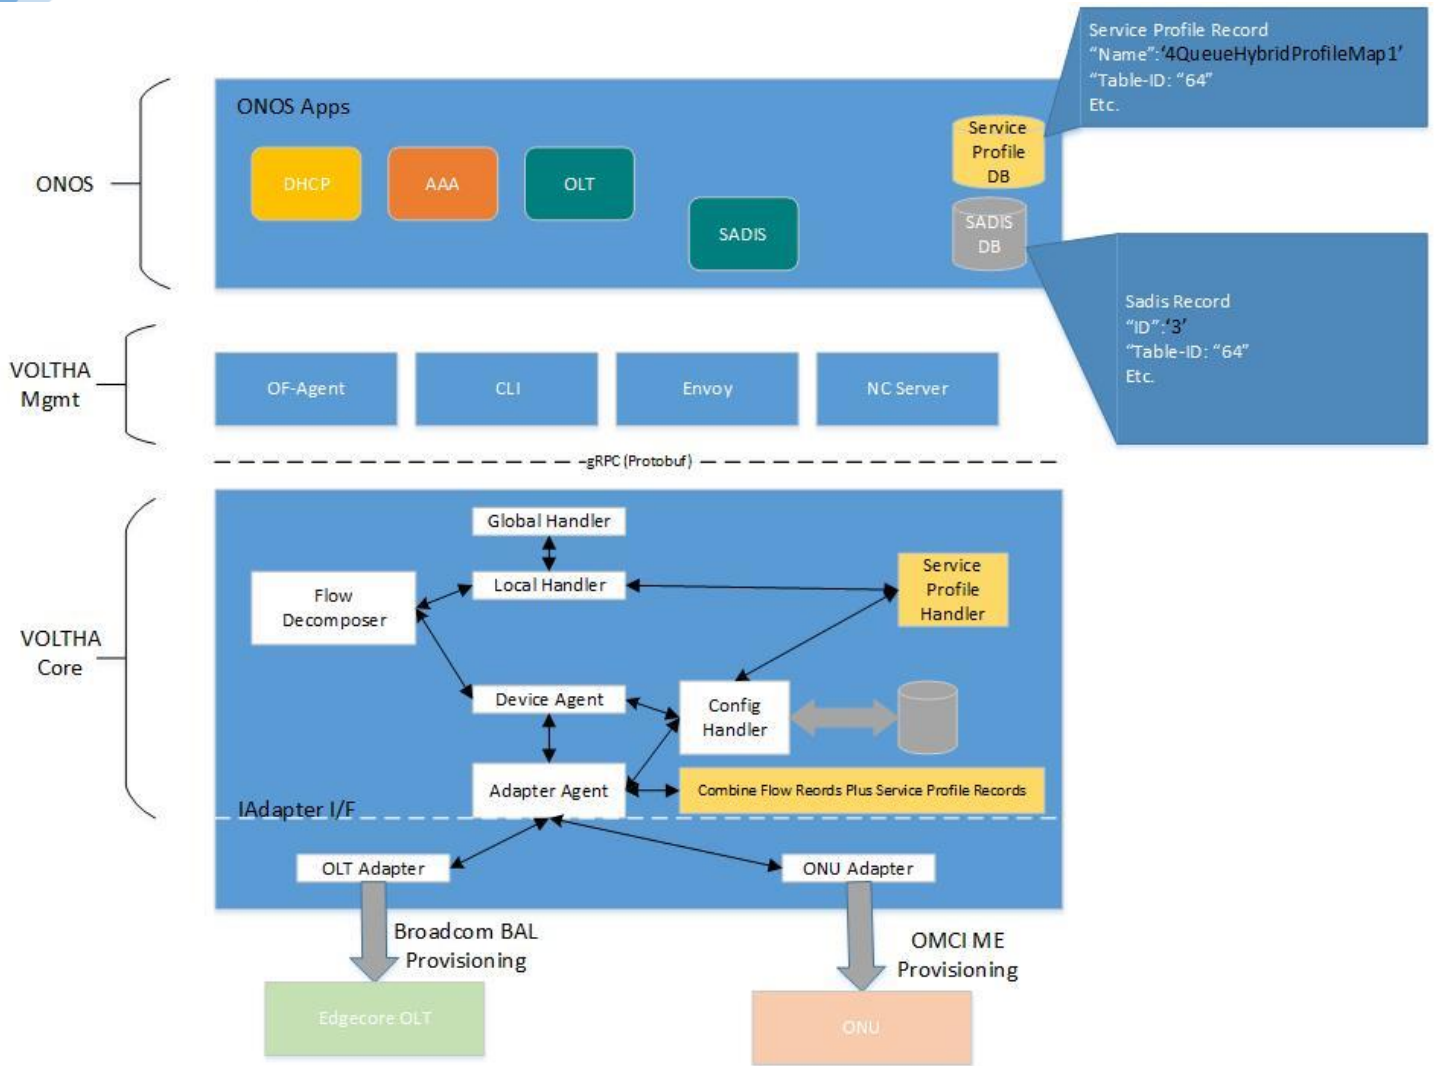 Service Profile Record
“Name”:‘4QueueHybridProfileMap1’
“Table-ID: “64”
Etc.
ONOS Apps
Service
Profile
DB
DHCP
AAA
OLT
ONOS
SADIS
SADIS
DB
Sadis Record
“ID”:‘3’
“Table-ID: “64”
Etc.
VOLTHA
Mgmt
OF-Agent
CLI
Envoy
NC Server
gRPC (Protobuf)
Global Handler
Local Handler
Service
Profile
Handler
Flow
Decomposer
VOLTHA
Core
Device Agent
Config
Handler
Adapter Agent
Combine Flow Reords Plus Service Profile Records
IAdapter I/F
OLT Adapter
ONU Adapter
Broadcom BAL
Provisioning
OMCI ME
Provisioning
Edgecore OLT
ONU